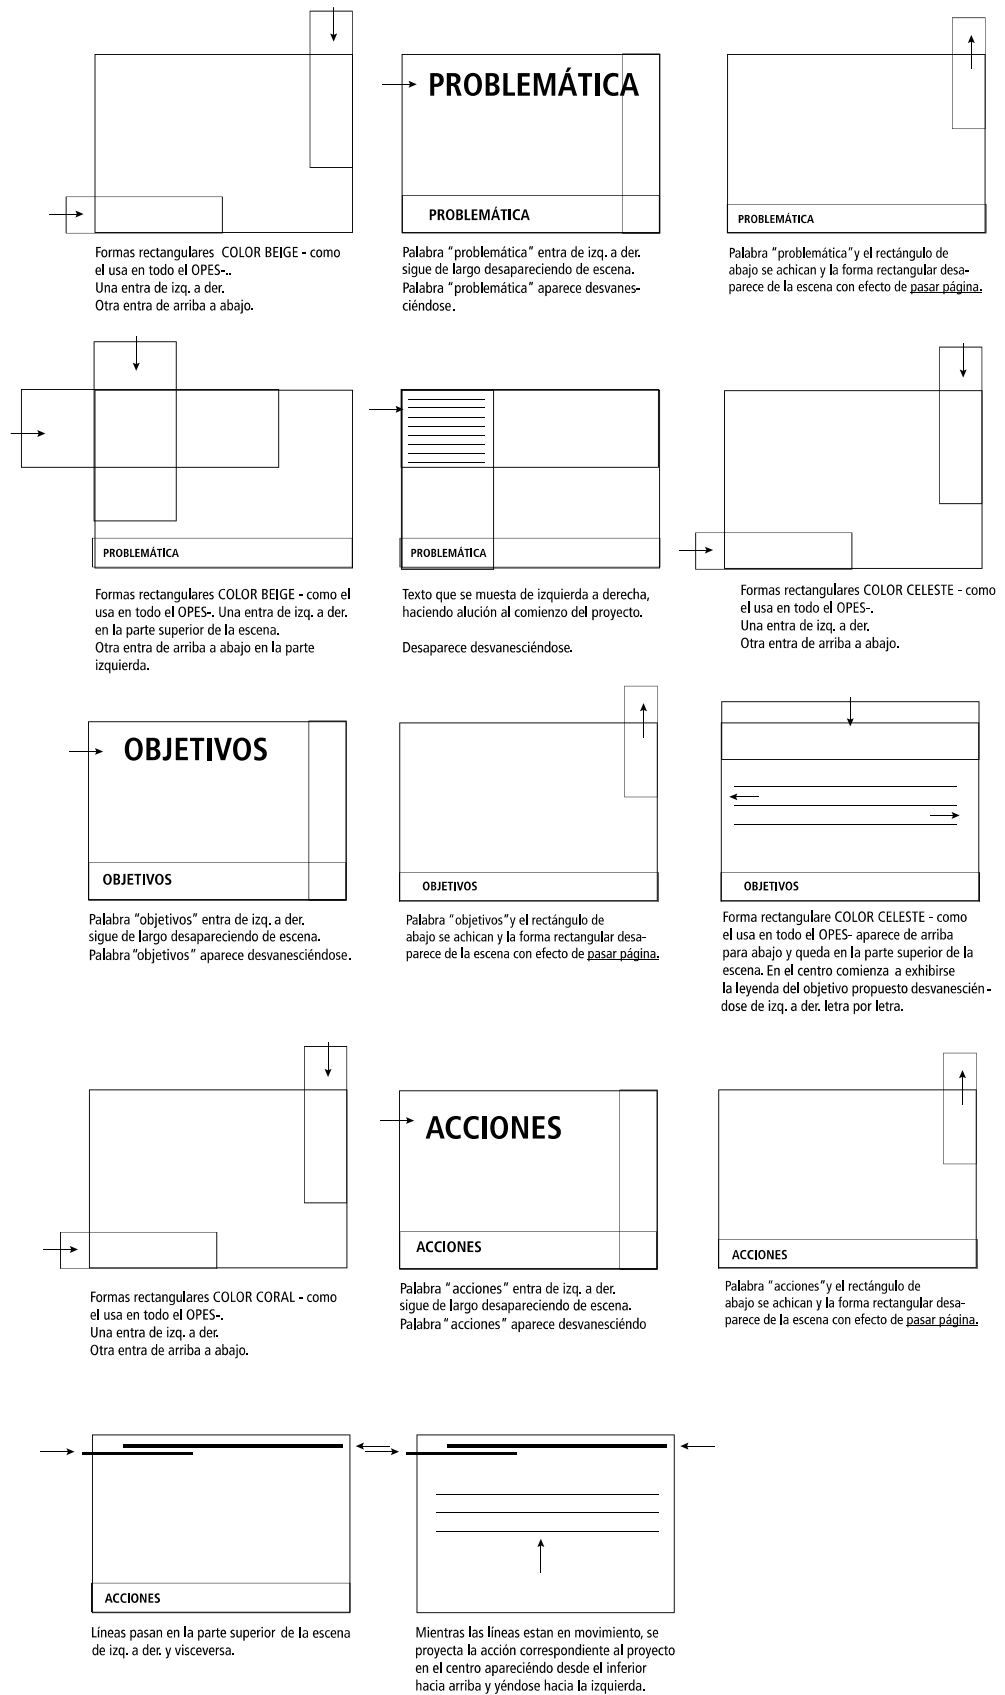 Formas rectangulares COLOR BEIGE - como
el usa en todo el OPES-..
Una entra de izq. a der.
Otra entra de arriba a abajo.
PROBLEMÁTICA
PROBLEMÁTICA
Palabra "problemática" entra de izq. a der.
sigue de largo desapareciendo de escena.
Palabra "problemática" aparece desvanes-
ciéndose.
PROBLEMÁTICA
Palabra "problemática"y el rectángulo de
abajo se achican y la forma rectangular desa-
parece de la escena con efecto de pasar página.
PROBLEMÁTICA
Formas rectangulares COLOR BEIGE - como el
usa en todo el OPES-. Una entra de izq. a der.
en la parte superior de la escena.
Otra entra de arriba a abajo en la parte
izquierda.
PROBLEMÁTICA
Texto que se muesta de izquierda a derecha,
haciendo alución al comienzo del proyecto.
Desaparece desvanesciéndose.
Formas rectangulares COLOR CELESTE - como
el usa en todo el OPES-.
Una entra de izq. a der.
Otra entra de arriba a abajo.
OBJETIVOS
OBJETIVOS
Palabra "objetivos" entra de izq. a der.
sigue de largo desapareciendo de escena.
Palabra "objetivos" aparece desvanesciéndose.
OBJETIVOS
Palabra "objetivos"y el rectángulo de
abajo se achican y la forma rectangular desa-
parece de la escena con efecto de pasar página.
OBJETIVOS
Forma rectangulare COLOR CELESTE - como
el usa en todo el OPES- aparece de arriba
para abajo y queda en la parte superior de la
escena. En el centro comienza a exhibirse
la leyenda del objetivo propuesto desvanescién-
dose de izq. a der. letra por letra.
Formas rectangulares COLOR CORAL - como
el usa en todo el OPES-.
Una entra de izq. a der.
Otra entra de arriba a abajo.
ACCIONES
ACCIONES
Palabra "acciones" entra de izq. a der.
sigue de largo desapareciendo de escena.
Palabra "acciones" aparece desvanesciéndo
ACCIONES
Palabra "acciones"y el rectángulo de
abajo se achican y la forma rectangular desa-
parece de la escena con efecto de pasar página.
ACCIONES
Líneas pasan en la parte superior de la escena
de izq. a der. y visceversa.
Mientras las líneas estan en movimiento, se
proyecta la acción correspondiente al proyecto
en el centro apareciéndo desde el inferior
hacia arriba y yéndose hacia la izquierda.